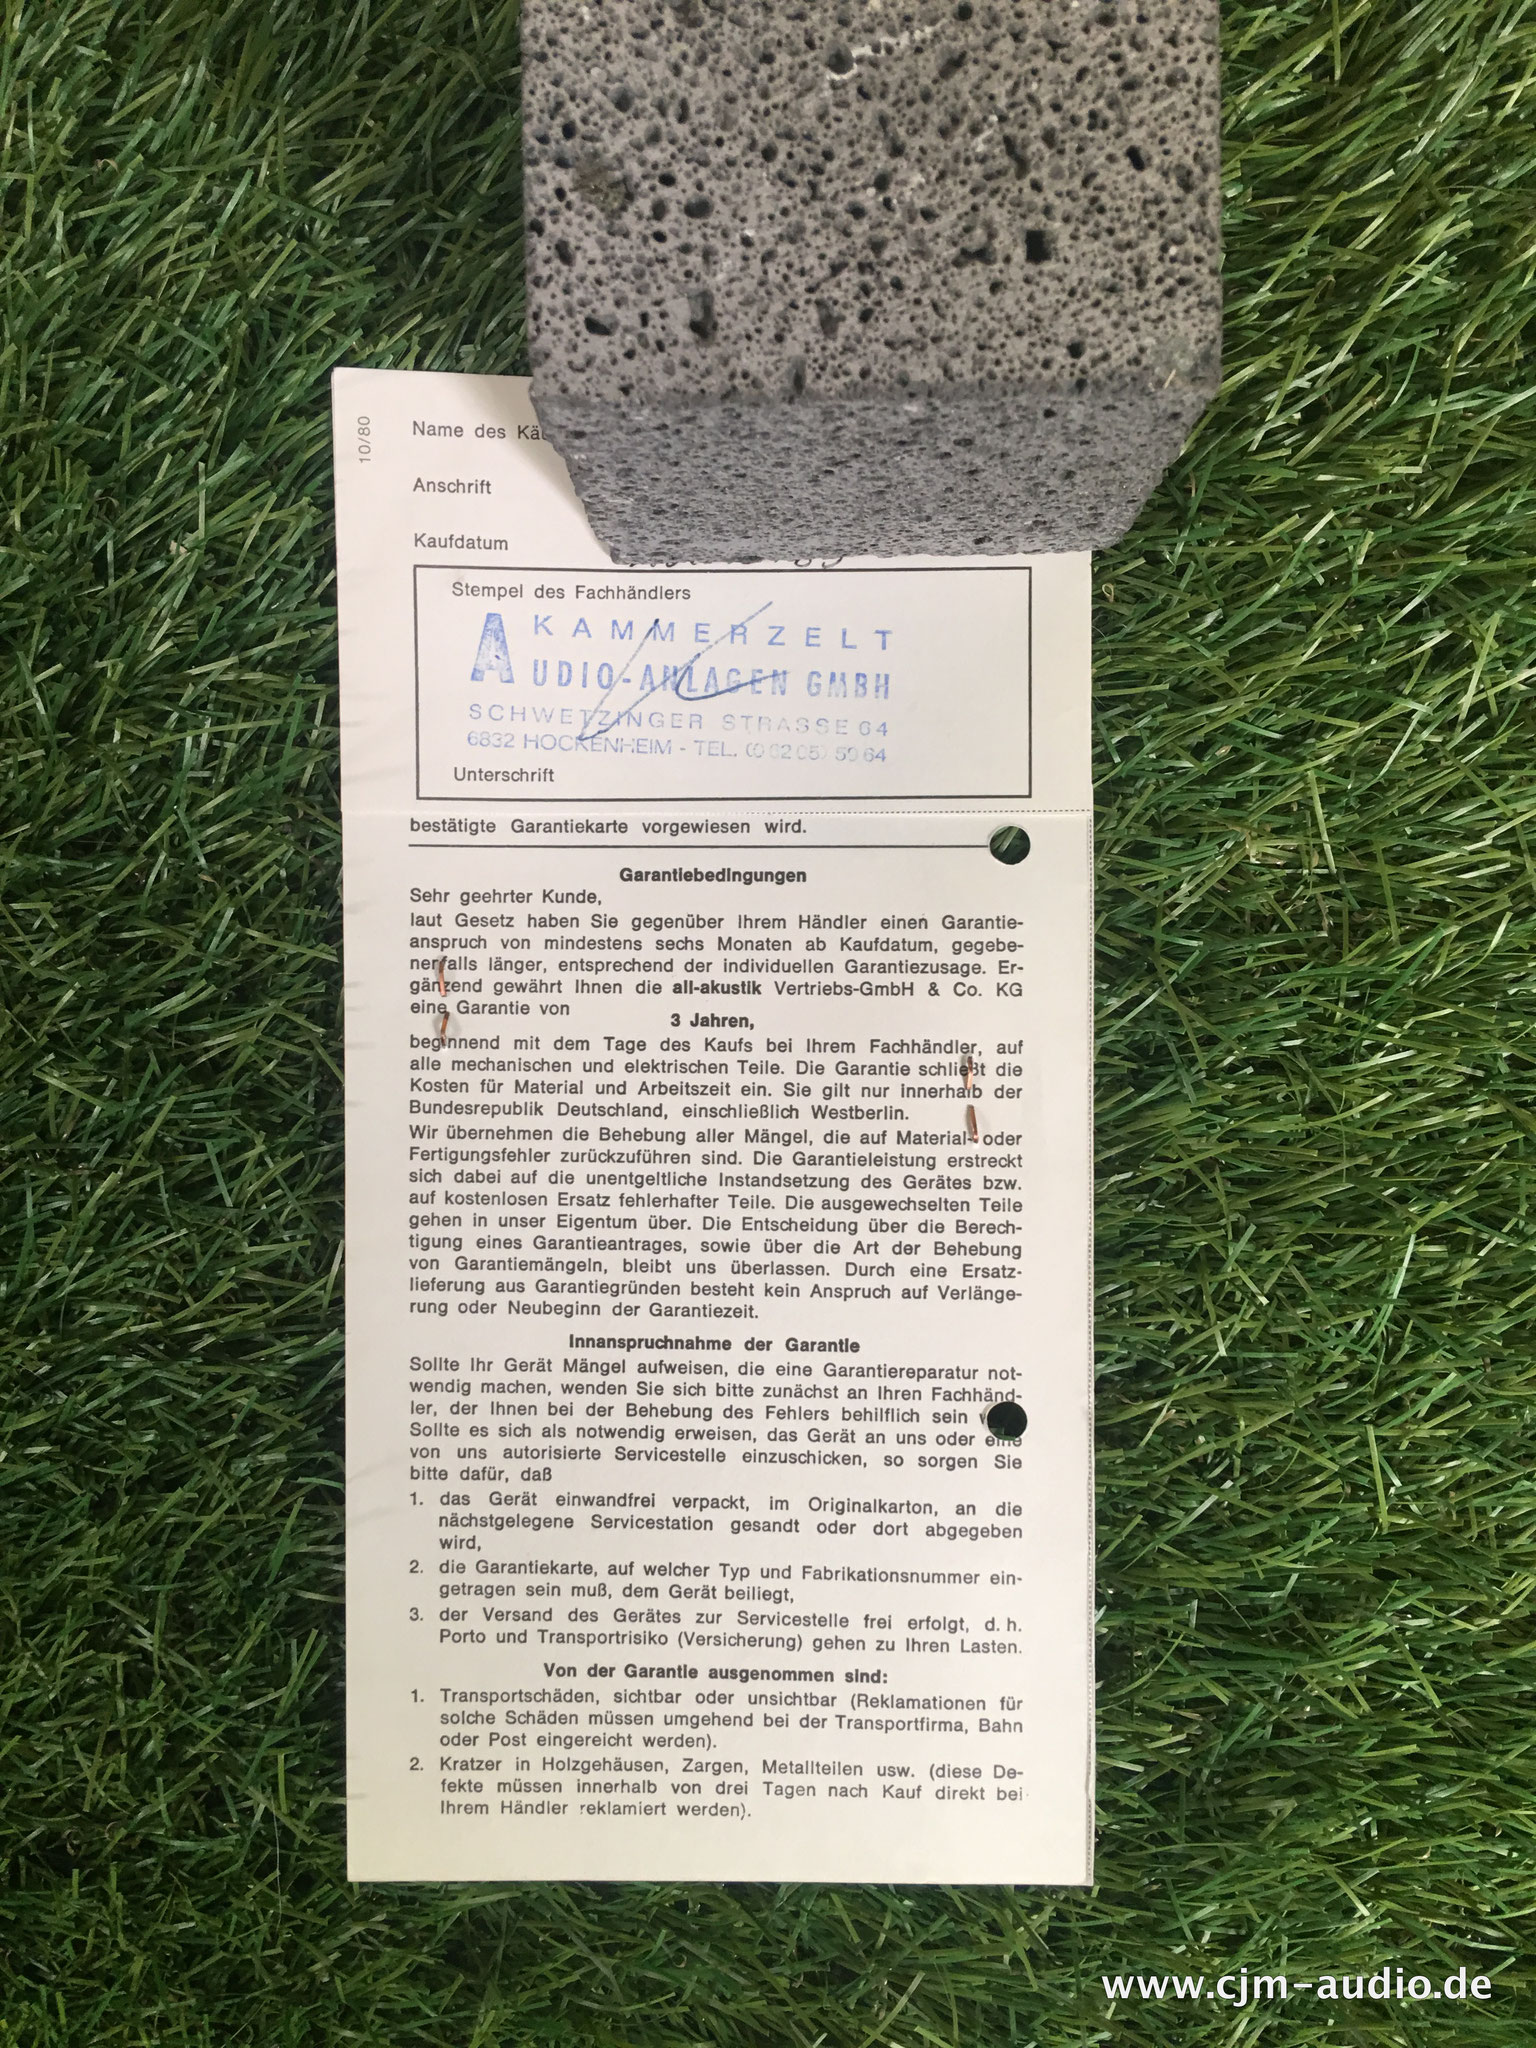 10/80
Name des
Anschrift
Kaufdatum
Stempel des Fachhändlers
KAMMERZELT
AUDIO-ANLAGEN GMBH
SCHWETZINGER STRASSE 64
6832 HOCKENHEIM - TEL. (06205) 5964
Unterschrift
bestätigte Garantiekarte vorgewiesen wird.
Garantiebedingungen
Sehr geehrter Kunde,
laut Gesetz haben Sie gegenüber Ihrem Händler einen Garantie-
anspruch von mindestens sechs Monaten ab Kaufdatum, gegebe-
nenfalls länger, entsprechend der individuellen Garantiezusage. Er-
gänzend gewährt Ihnen die all-akustik Vertriebs-GmbH & Co. KG
eine Garantie von
3 Jahren,
beginnend mit dem Tage des Kaufs bei Ihrem Fachhändler, auf
alle mechanischen und elektrischen Teile. Die Garantie schließt die
Kosten für Material und Arbeitszeit ein. Sie gilt nur innerhalb der
Bundesrepublik Deutschland, einschließlich Westberlin.
Wir übernehmen die Behebung aller Mängel, die auf Material- oder
Fertigungsfehler zurückzuführen sind. Die Garantieleistung erstreckt
sich dabei auf die unentgeltliche Instandsetzung des Gerätes bzw.
auf kostenlosen Ersatz fehlerhafter Teile. Die ausgewechselten Teile
gehen in unser Eigentum über. Die Entscheidung über die Berech-
tigung eines Garantieantrages, sowie über die Art der Behebung
von Garantiemängeln, bleibt uns überlassen. Durch eine Ersatz-
lieferung aus Garantiegründen besteht kein Anspruch auf Verlänge-
rung oder Neubeginn der Garantiezeit.
Innanspruchnahme der Garantie
Sollte Ihr Gerät Mängel aufweisen, die eine Garantiereparatur not-
wendig machen, wenden Sie sich bitte zunächst an Ihren Fachhänd-
ler, der Ihnen bei der Behebung des Fehlers behilflich sein
Sollte es sich als notwendig erweisen, das Gerät an uns oder eine
von uns autorisierte Servicestelle einzuschicken, so sorgen Sie
bitte dafür, daß
1. das Gerät einwandfrei verpackt, im Originalkarton, an die
nächstgelegene Servicestation gesandt oder dort abgegeben
wird,
2. die Garantiekarte, auf welcher Typ und Fabrikationsnummer ein-
getragen sein muß, dem Gerät beiliegt,
3. der Versand des Gerätes zur Servicestelle frei erfolgt, d. h.
Porto und Transportrisiko (Versicherung) gehen zu Ihren Lasten.
Von der Garantie ausgenommen sind:
1. Transportschäden, sichtbar oder unsichtbar (Reklamationen für
solche Schäden müssen umgehend bei der Transportfirma, Bahn
oder Post eingereicht werden).
2. Kratzer in Holzgehäusen, Zargen, Metallteilen usw. (diese De-
fekte müssen innerhalb von drei Tagen nach Kauf direkt bei
Ihrem Händler reklamiert werden).
www.cjm-audio.de